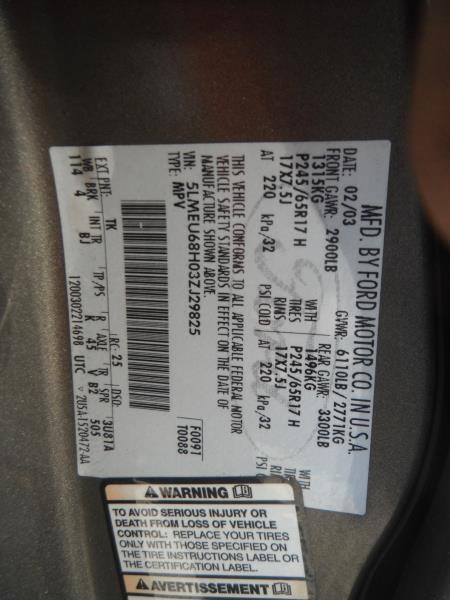 MFD. BY FORD MOTOR CO. IN U.S.A.
DATE: 02/03 GVWR: 6110LB / 2771KG
FRONT GAWR: 2900LB REAR GAWR: 3300LB
1315KG WITH 1496KG WITH
P245/65R17 H TIRES P245/65R17 H TIRES
17X7.5J RIMS 17X7.5J
AT 220 kPa/32 PSI COLD AT 220 kPa/32 PSI
THIS VEHICLE CONFORMS TO ALL APPLICABLE FEDERAL MOTOR
VEHICLE SAFETY STANDARDS IN EFFECT ON THE DATE OF
MANUFACTURE SHOWN ABOVE.
VIN: 5LMEU68H03ZJ29825
TYPE: MPV
F0091
T0088
EXT PNT: TK RC: 25 DSO:
WB BRK INT TR TP/PS R AXLE TR SPR 3U81A
114 4 BJ K 45 V B2 505
1200302214698 UTC 2U5A-1520472-AA
WARNING
TO AVOID SERIOUS INJURY OR
DEATH FROM LOSS OF VEHICLE
CONTROL: REPLACE YOUR TIRES
ONLY WITH THOSE SPECIFIED ON
THE TIRE INSTRUCTIONS LABEL OR
THE CERTIFICATION LABEL.
AVERTISSEMENT